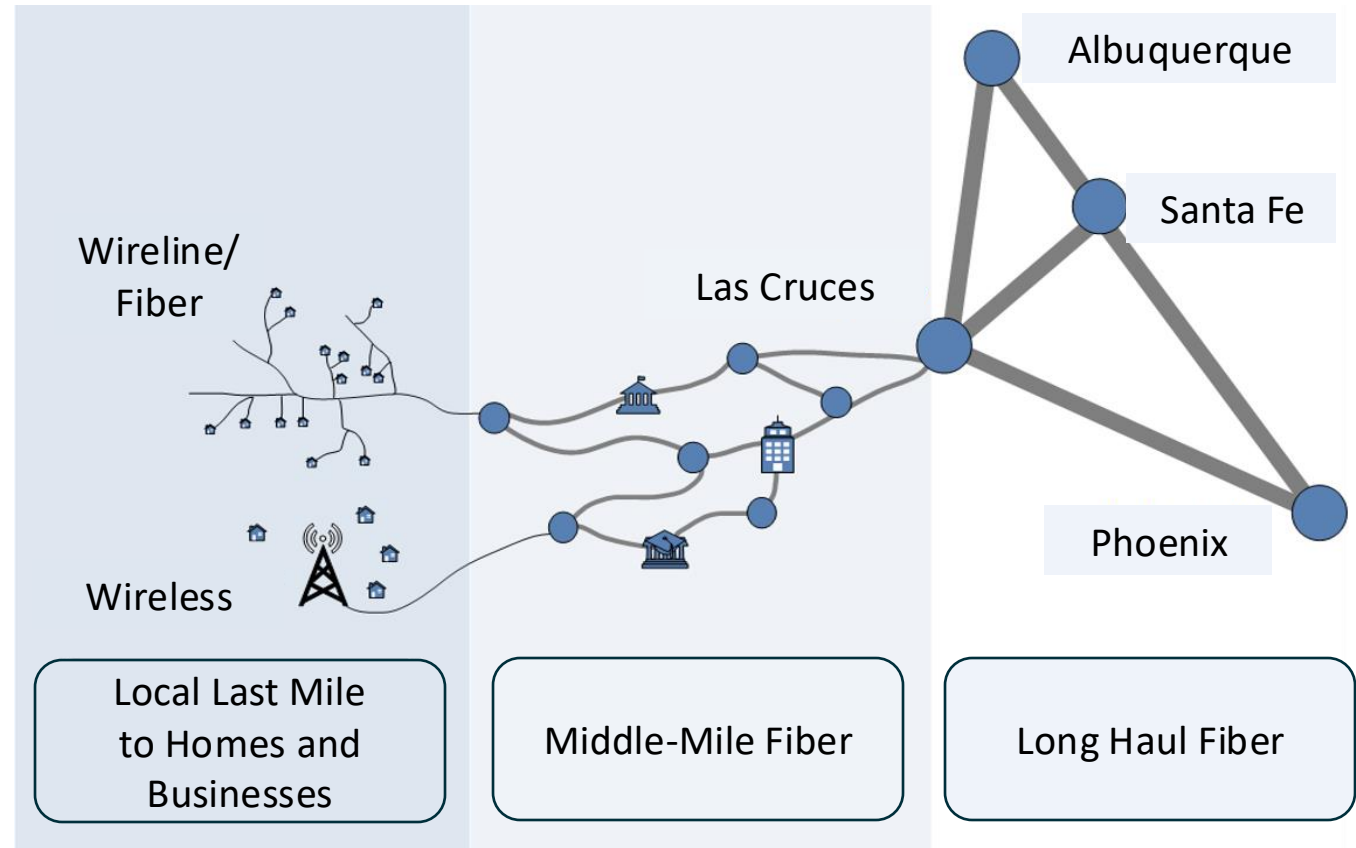 Albuquerque
Santa Fe
Wireline/
Fiber
Las Cruces
Phoenix
Wireless
Local Last Mile
to Homes and
Businesses
Middle-Mile Fiber
Long Haul Fiber